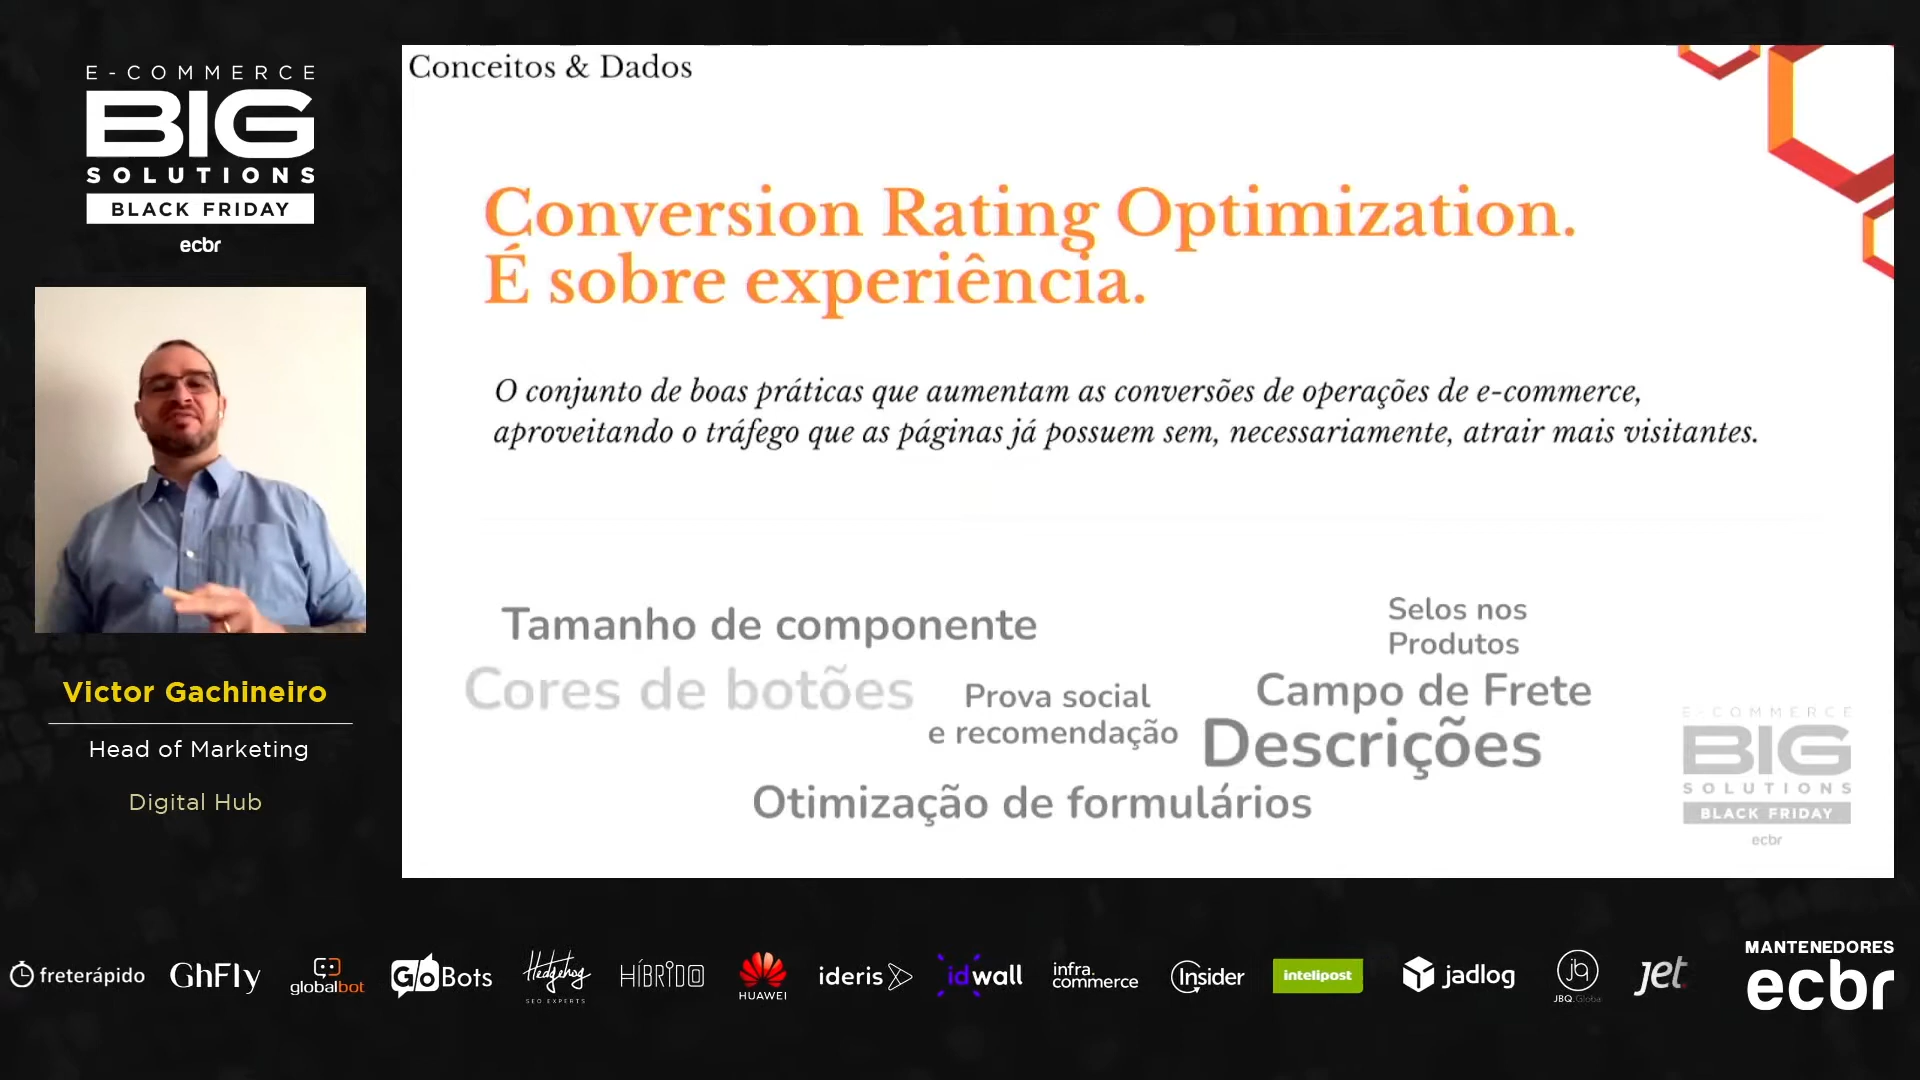 E-COMMERCE
BIG
SOLUTIONS
BLACK FRIDAY
ecbr
Victor Gachineiro
Head of Marketing
Digital Hub
Conceitos & Dados
Conversion Rating Optimization.
É sobre experiência.
O conjunto de boas práticas que aumentam as conversões de operações de e-commerce,
aproveitando o tráfego que as páginas já possuem sem, necessariamente, atrair mais visitantes.
Tamanho de componente
Selos nos
Produtos
Cores de botões
Prova social
e recomendação
Campo de Frete
Descrições
Otimização de formulários
E-COMMERCE
BIG
SOLUTIONS
BLACK FRIDAY
ecbr
freterápido
GhFly
globalbot
GoBots
Hedgehog
SEO EXPERTS
HÍBRIDO
HUAWEI
ideris
idwall
infra.
commerce
Insider
intelipost
jadlog
jq
JBQ.Global
jet.
MANTENEDORES
ecbr